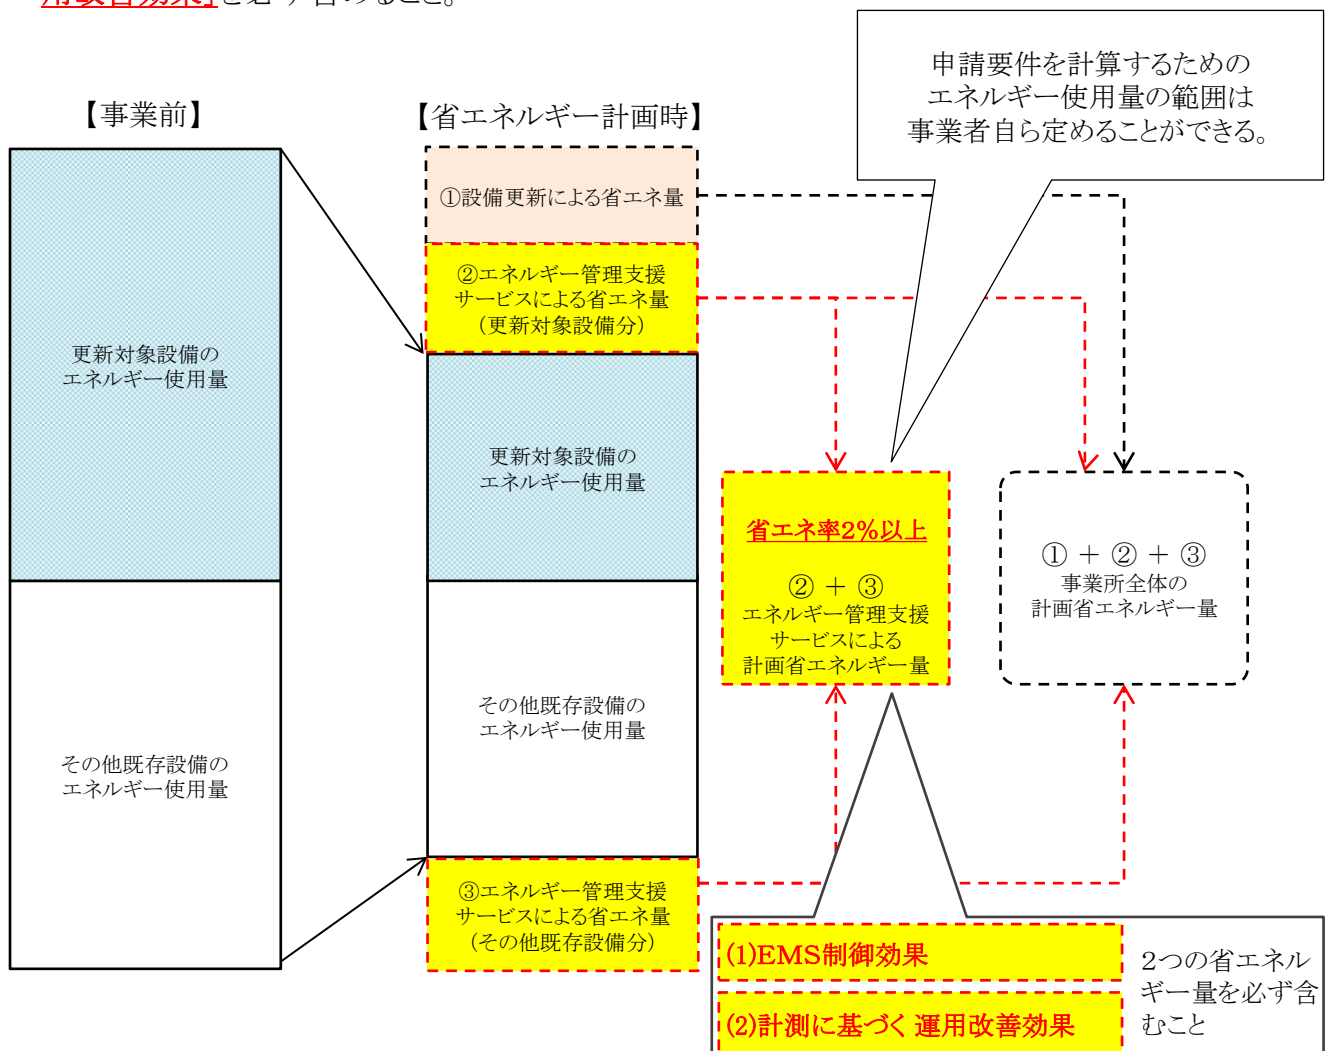 用改善効果」を必ず含めること。
申請要件を計算するための
エネルギー使用量の範囲は
事業者自ら定めることができる。
【事業前】
【省エネルギー計画時】
①設備更新による省エネ量
②エネルギー管理支援
サービスによる省エネ量
（更新対象設備分）
更新対象設備の
エネルギー使用量
更新対象設備の
エネルギー使用量
省エネ率2％以上
② ＋ ③
エネルギー管理支援
サービスによる
計画省エネルギー量
① ＋ ② ＋ ③
事業所全体の
計画省エネルギー量
その他既存設備の
エネルギー使用量
その他既存設備の
エネルギー使用量
③エネルギー管理支援
サービスによる省エネ量
（その他既存設備分）
(1)EMS制御効果
(2)計測に基づく運用改善効果
2つの省エネル
ギー量を必ず含
むこと